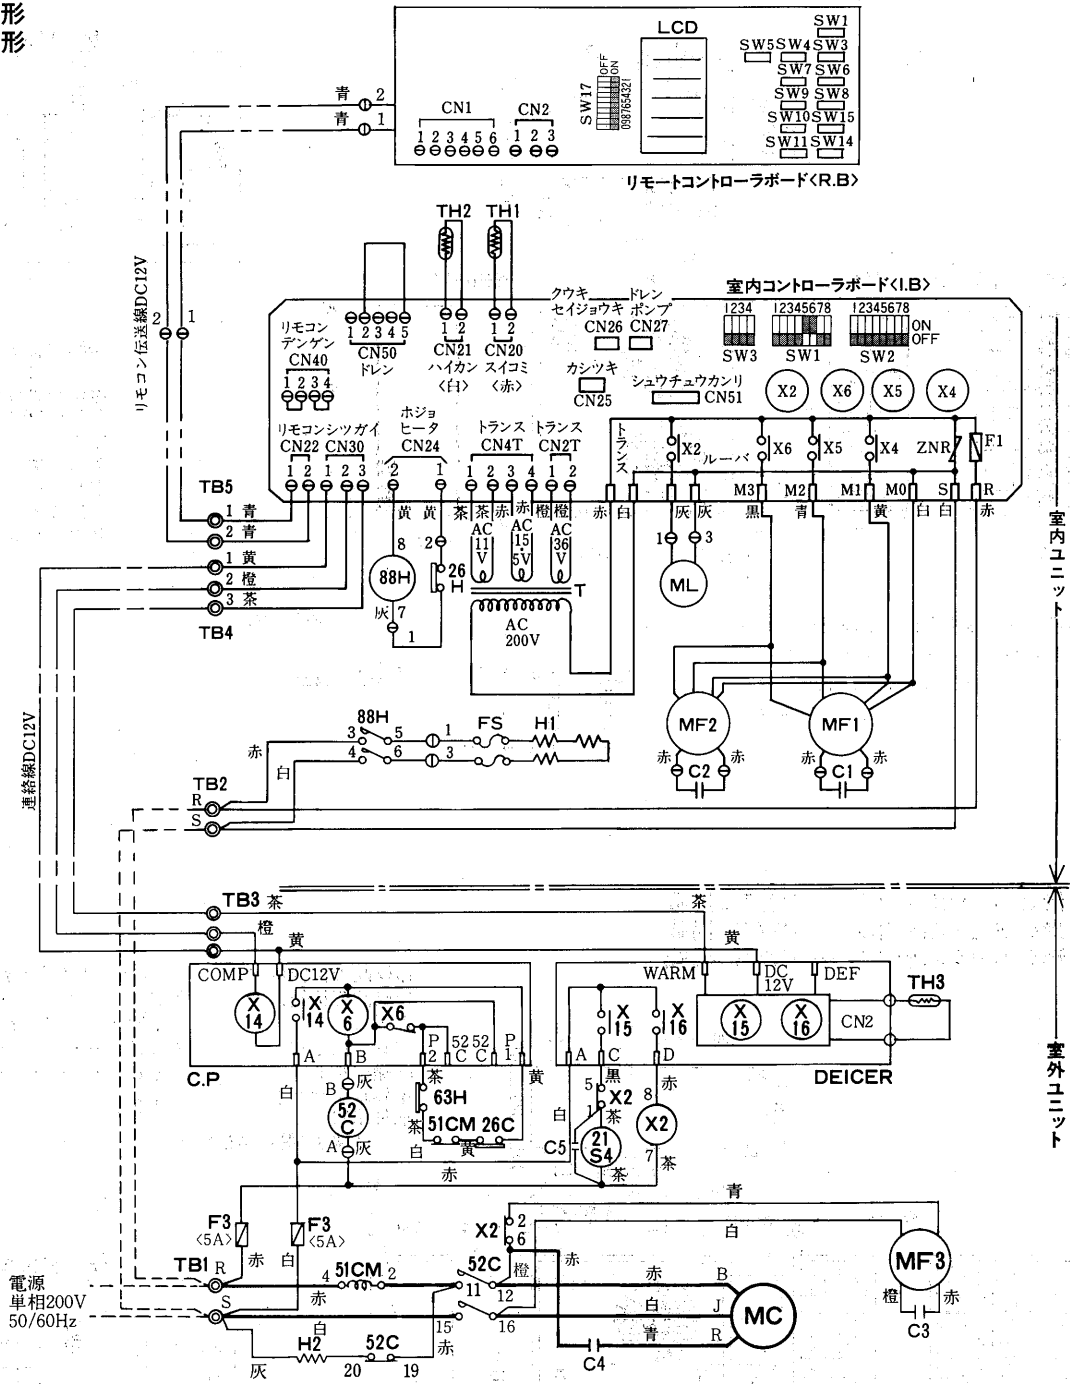 形
形
LCD
SW1
SW5 SW4 SW3
SW7 SW6
SW9 SW8
SW10 SW15
SW11 SW14
SW17
OFF
ON
0987654321
CN1
1 2 3 4 5 6
CN2
1 2 3
青 2
青 1
リモートコントローラボード<R.B>
TH2
TH1
リモコン伝送線DC12V
2 1
室内コントローラボード<I.B>
リモコン
デンゲン
CN40
1 2 3 4
1 2 3 4 5
CN50
ドレン
1 2
CN21
ハイカン
<白>
1 2
CN20
スイコミ
<赤>
クウキ
セイジョウキ
CN26
ドレン
ポンプ
CN27
カシツキ
CN25
シュウチュウカンリ
CN51
1234
SW3
12345678
SW1
12345678
SW2
ON
OFF
X2 X6 X5 X4
リモコンシツガイ
CN22 CN30
1 2 1 2 3
ホジョ
ヒータ
CN24
2 1
トランス
CN4T
1 2 3 4
トランス
CN2T
1 2
トランス
X2
ルーバ
X6
X5
X4
ZNR
F1
M3 M2 M1 M0 S R
黄 黄 茶 茶 赤 赤 橙 橙 赤 白 灰 灰 黒 青 黄 白 白 赤
TB5
1 青
2 青
1 黄
2 橙
3 茶
TB4
8
88H
灰 7
1
2
26
H
AC
11
V
AC
15
・
5V
AC
36
V
T
AC
200V
1 3
ML
室内ユニット
MF2
MF1
赤 赤
C2
赤 赤
C1
88H
3 5
4 6
1
3
FS
H1
赤
白
連絡線DC12V
TB2
R
S
TB3
茶
橙
黄
茶
黄
COMP
DC12V
X
14
X
14
X
6
X6
A B
P
2
52
C
52
C
P
1
C.P
WARM
DC
12V
DEF
X
15
X
16
X
15
X
16
CN2
TH3
A C D
DEICER
室外ユニット
白
B 灰
52
C
A 灰
茶
63H
茶
51CM 26C
白 黄
黄
黒
5
X2
1
茶
白
C5
21
S4
茶
赤
8
X2
7 茶
赤
F3
<5A>
赤
F3
<5A>
白
TB1
R
S
電源
単相200V
50/60Hz
4 51CM 2
赤
白
52C
11 12
15 16
X2
2
6
橙
赤
青
白
赤 B
白 J
青 R
MC
C4
MF3
橙 赤
C3
H2
52C
灰 20 19
赤